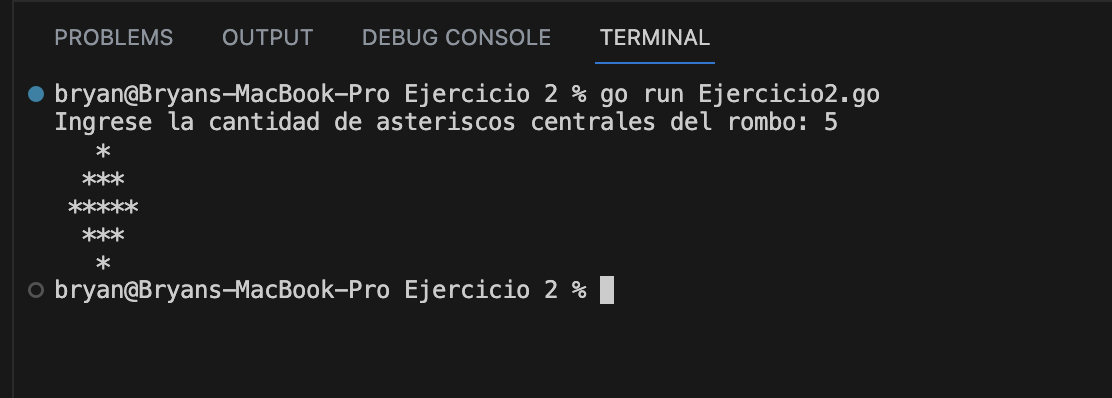 PROBLEMS OUTPUT DEBUG CONSOLE TERMINAL
bryan@Bryans-MacBook-Pro Ejercicio 2 % go run Ejercicio2.go
Ingrese la cantidad de asteriscos centrales del rombo: 5
   *
  ***
 *****
  ***
   *
bryan@Bryans-MacBook-Pro Ejercicio 2 %